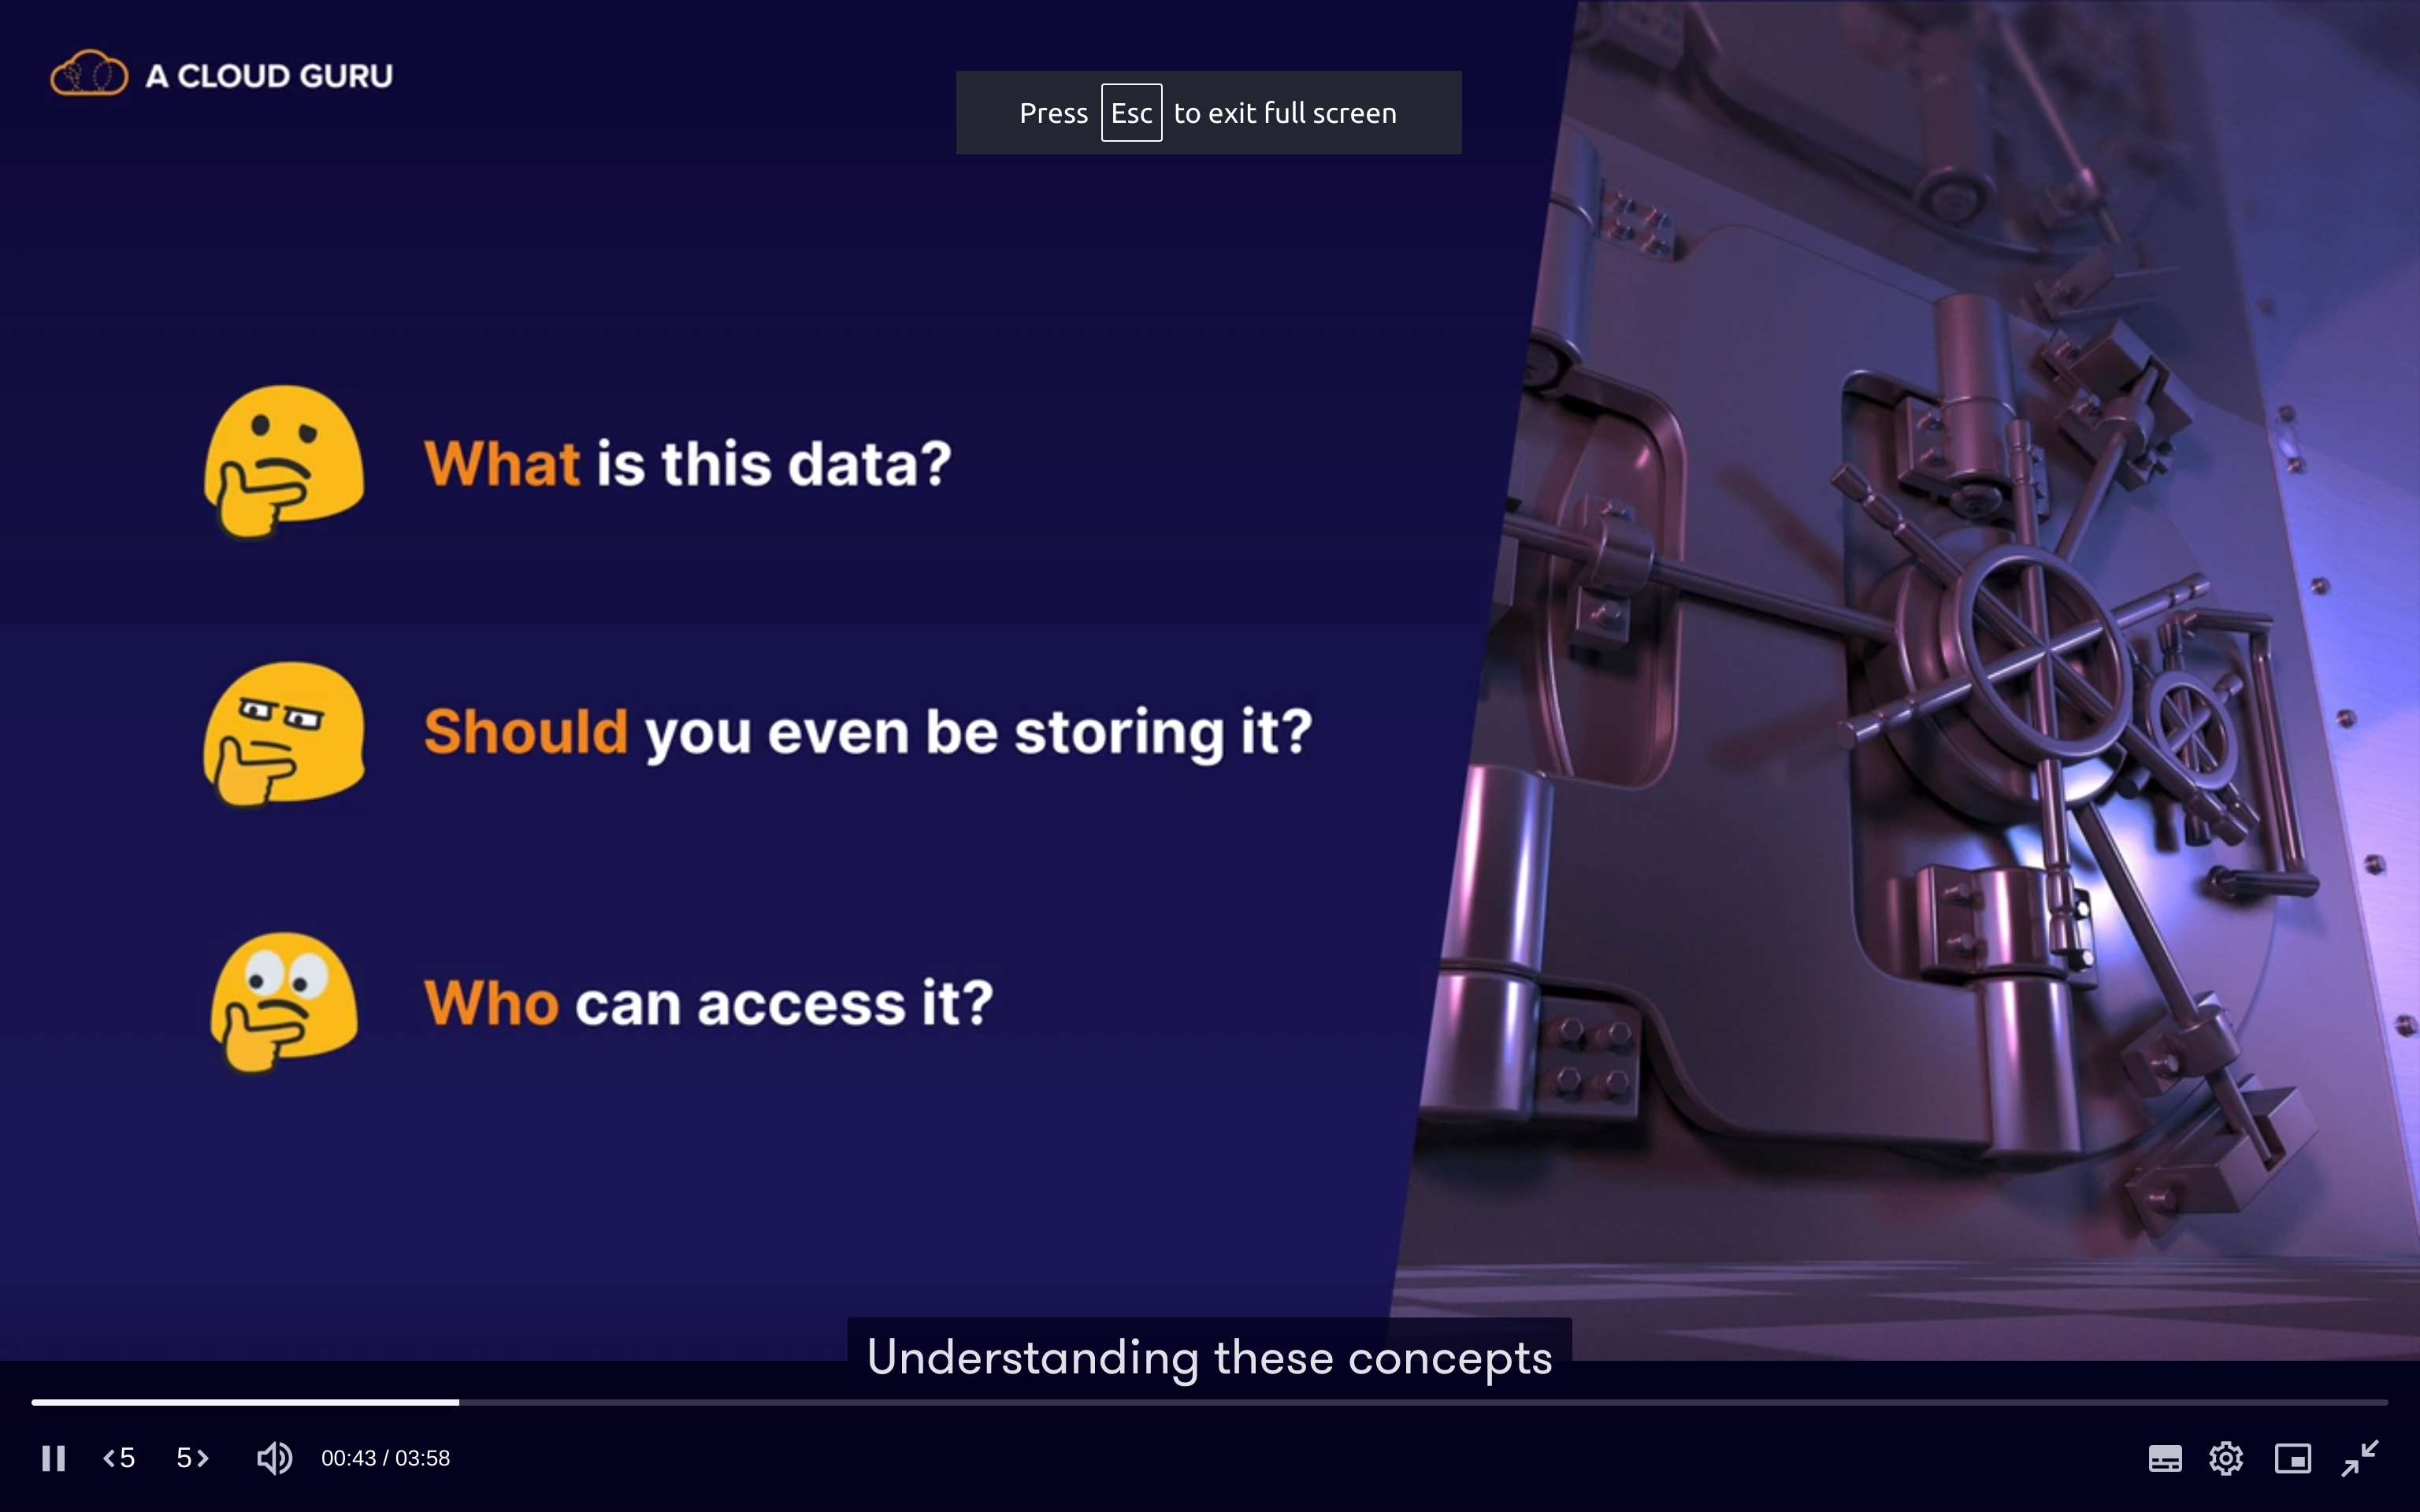 A CLOUD GURU
Press Esc to exit full screen
What is this data?
Should you even be storing it?
Who can access it?
Understanding these concepts
5 5 00:43 / 03:58